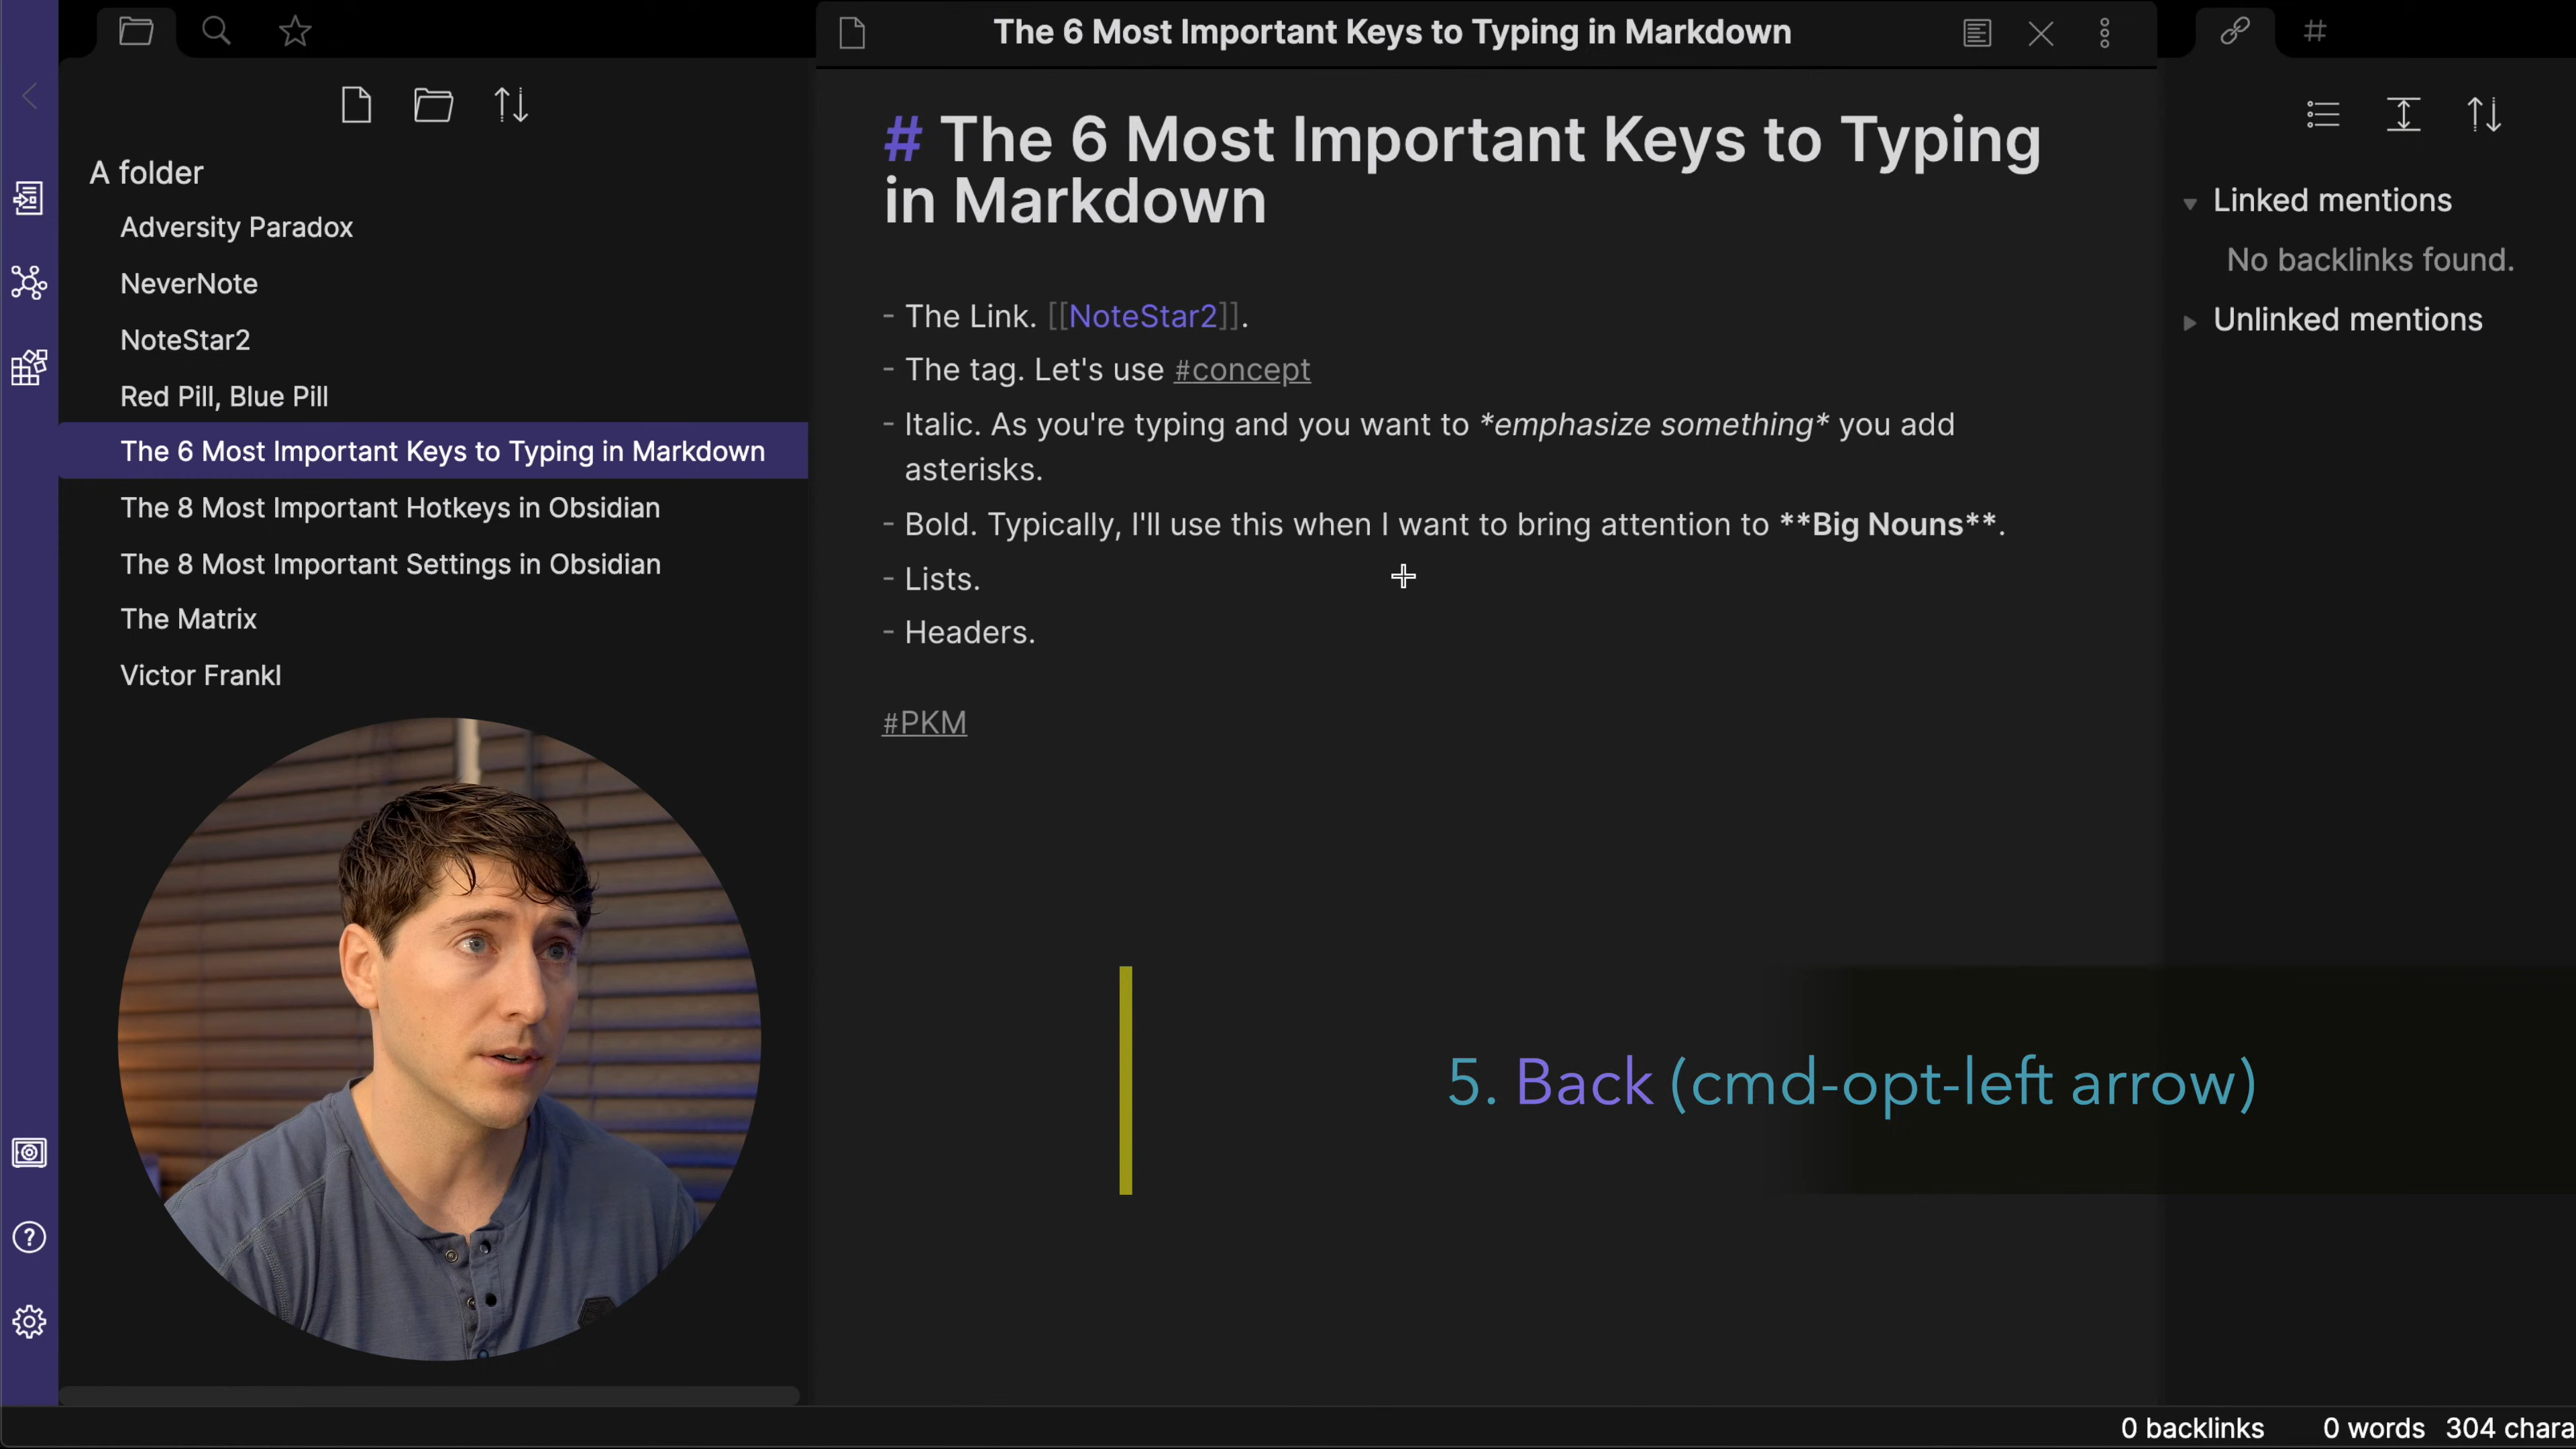 The 6 Most Important Keys to Typing in Markdown
A folder
Adversity Paradox
NeverNote
NoteStar2
Red Pill, Blue Pill
The 6 Most Important Keys to Typing in Markdown
The 8 Most Important Hotkeys in Obsidian
The 8 Most Important Settings in Obsidian
The Matrix
Victor Frankl
# The 6 Most Important Keys to Typing
in Markdown
- The Link. [[NoteStar2]].
- The tag. Let's use #concept
- Italic. As you're typing and you want to *emphasize something* you add
asterisks.
- Bold. Typically, I'll use this when I want to bring attention to **Big Nouns**.
- Lists.
- Headers.
#PKM
Linked mentions
No backlinks found.
Unlinked mentions
5. Back (cmd-opt-left arrow)
0 backlinks 0 words 304 chara